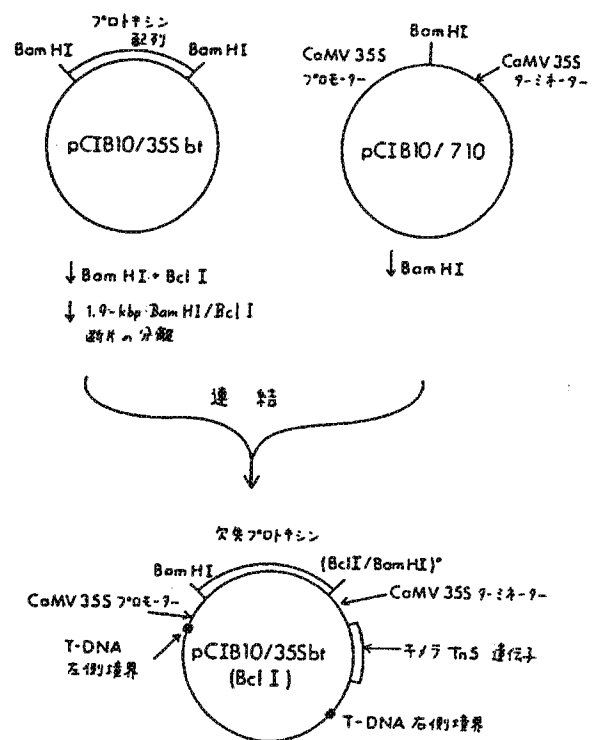 プロトキシン
配列
Bam HI
Bam HI
pCIB10/35S bt
Bam HI
CaMV 35S
プロモーター
CaMV 35S
ターミネーター
pCIB10/710
↓ Bam HI + Bcl I
↓ 1.9-kbp Bam HI/Bcl I
断片の分離
↓ Bam HI
連 結
欠失プロトキシン
Bam HI
(BclI/BamHI)°
CaMV 35S プロモーター
CaMV 35S ターミネーター
T-DNA
左側境界
pCIB10/35Sbt
(Bcl I)
キメラ Tn5 遺伝子
T-DNA 右側境界